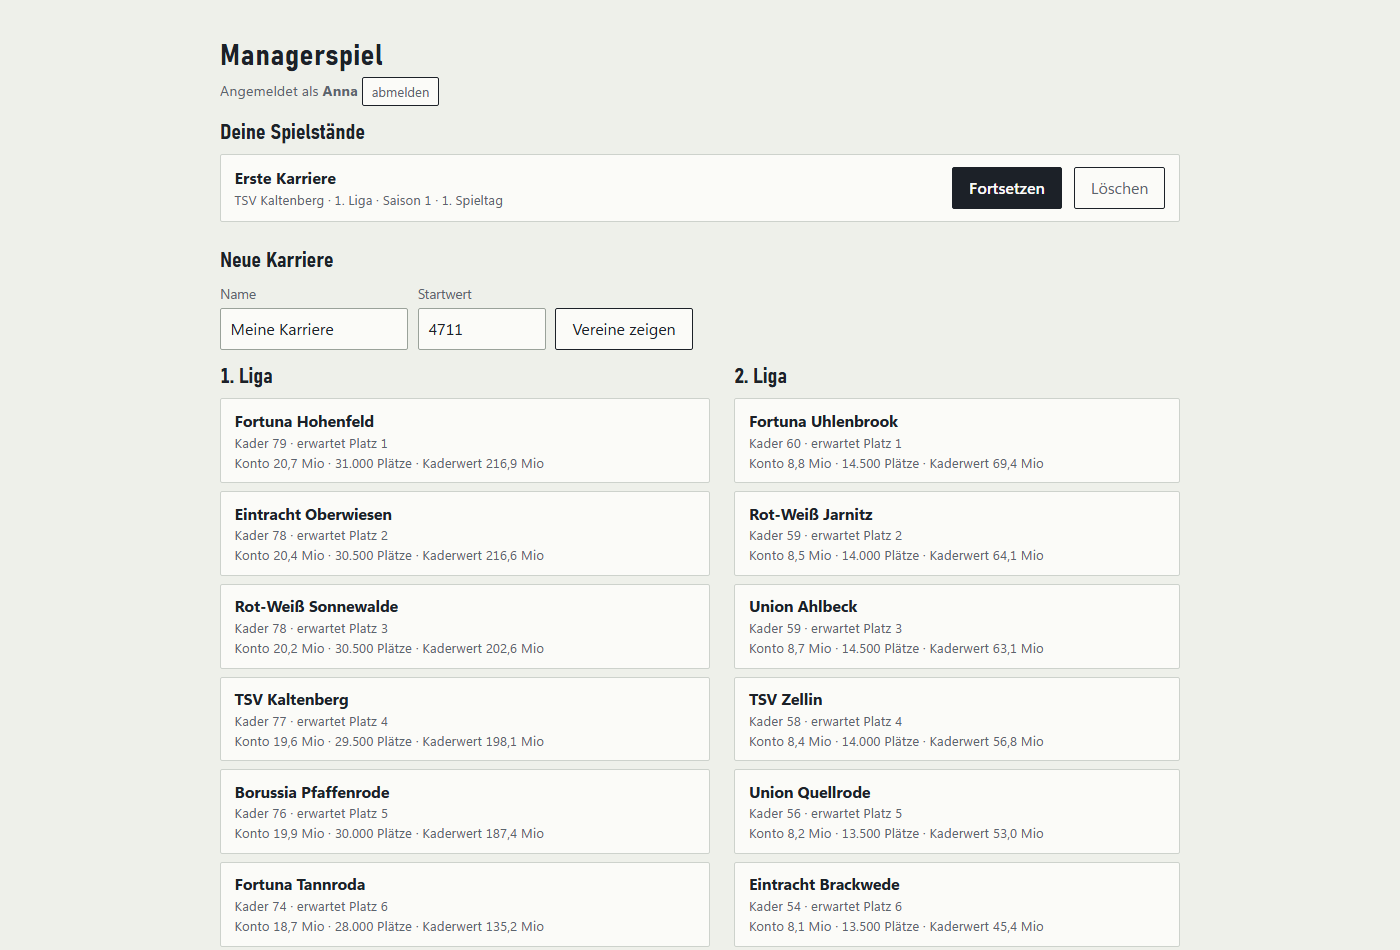 Managerspiel
Angemeldet als Anna abmelden
Deine Spielstände
Erste Karriere
TSV Kaltenberg · 1. Liga · Saison 1 · 1. Spieltag
Fortsetzen
Löschen
Neue Karriere
Name
Startwert
Meine Karriere
4711
Vereine zeigen
1. Liga
Fortuna Hohenfeld
Kader 79 · erwartet Platz 1
Konto 20,7 Mio · 31.000 Plätze · Kaderwert 216,9 Mio
Eintracht Oberwiesen
Kader 78 · erwartet Platz 2
Konto 20,4 Mio · 30.500 Plätze · Kaderwert 216,6 Mio
Rot-Weiß Sonnewalde
Kader 78 · erwartet Platz 3
Konto 20,2 Mio · 30.500 Plätze · Kaderwert 202,6 Mio
TSV Kaltenberg
Kader 77 · erwartet Platz 4
Konto 19,6 Mio · 29.500 Plätze · Kaderwert 198,1 Mio
Borussia Pfaffenrode
Kader 76 · erwartet Platz 5
Konto 19,9 Mio · 30.000 Plätze · Kaderwert 187,4 Mio
Fortuna Tannroda
Kader 74 · erwartet Platz 6
Konto 18,7 Mio · 28.000 Plätze · Kaderwert 135,2 Mio
2. Liga
Fortuna Uhlenbrook
Kader 60 · erwartet Platz 1
Konto 8,8 Mio · 14.500 Plätze · Kaderwert 69,4 Mio
Rot-Weiß Jarnitz
Kader 59 · erwartet Platz 2
Konto 8,5 Mio · 14.000 Plätze · Kaderwert 64,1 Mio
Union Ahlbeck
Kader 59 · erwartet Platz 3
Konto 8,7 Mio · 14.500 Plätze · Kaderwert 63,1 Mio
TSV Zellin
Kader 58 · erwartet Platz 4
Konto 8,4 Mio · 14.000 Plätze · Kaderwert 56,8 Mio
Union Quellrode
Kader 56 · erwartet Platz 5
Konto 8,2 Mio · 13.500 Plätze · Kaderwert 53,0 Mio
Eintracht Brackwede
Kader 54 · erwartet Platz 6
Konto 8,1 Mio · 13.500 Plätze · Kaderwert 45,4 Mio